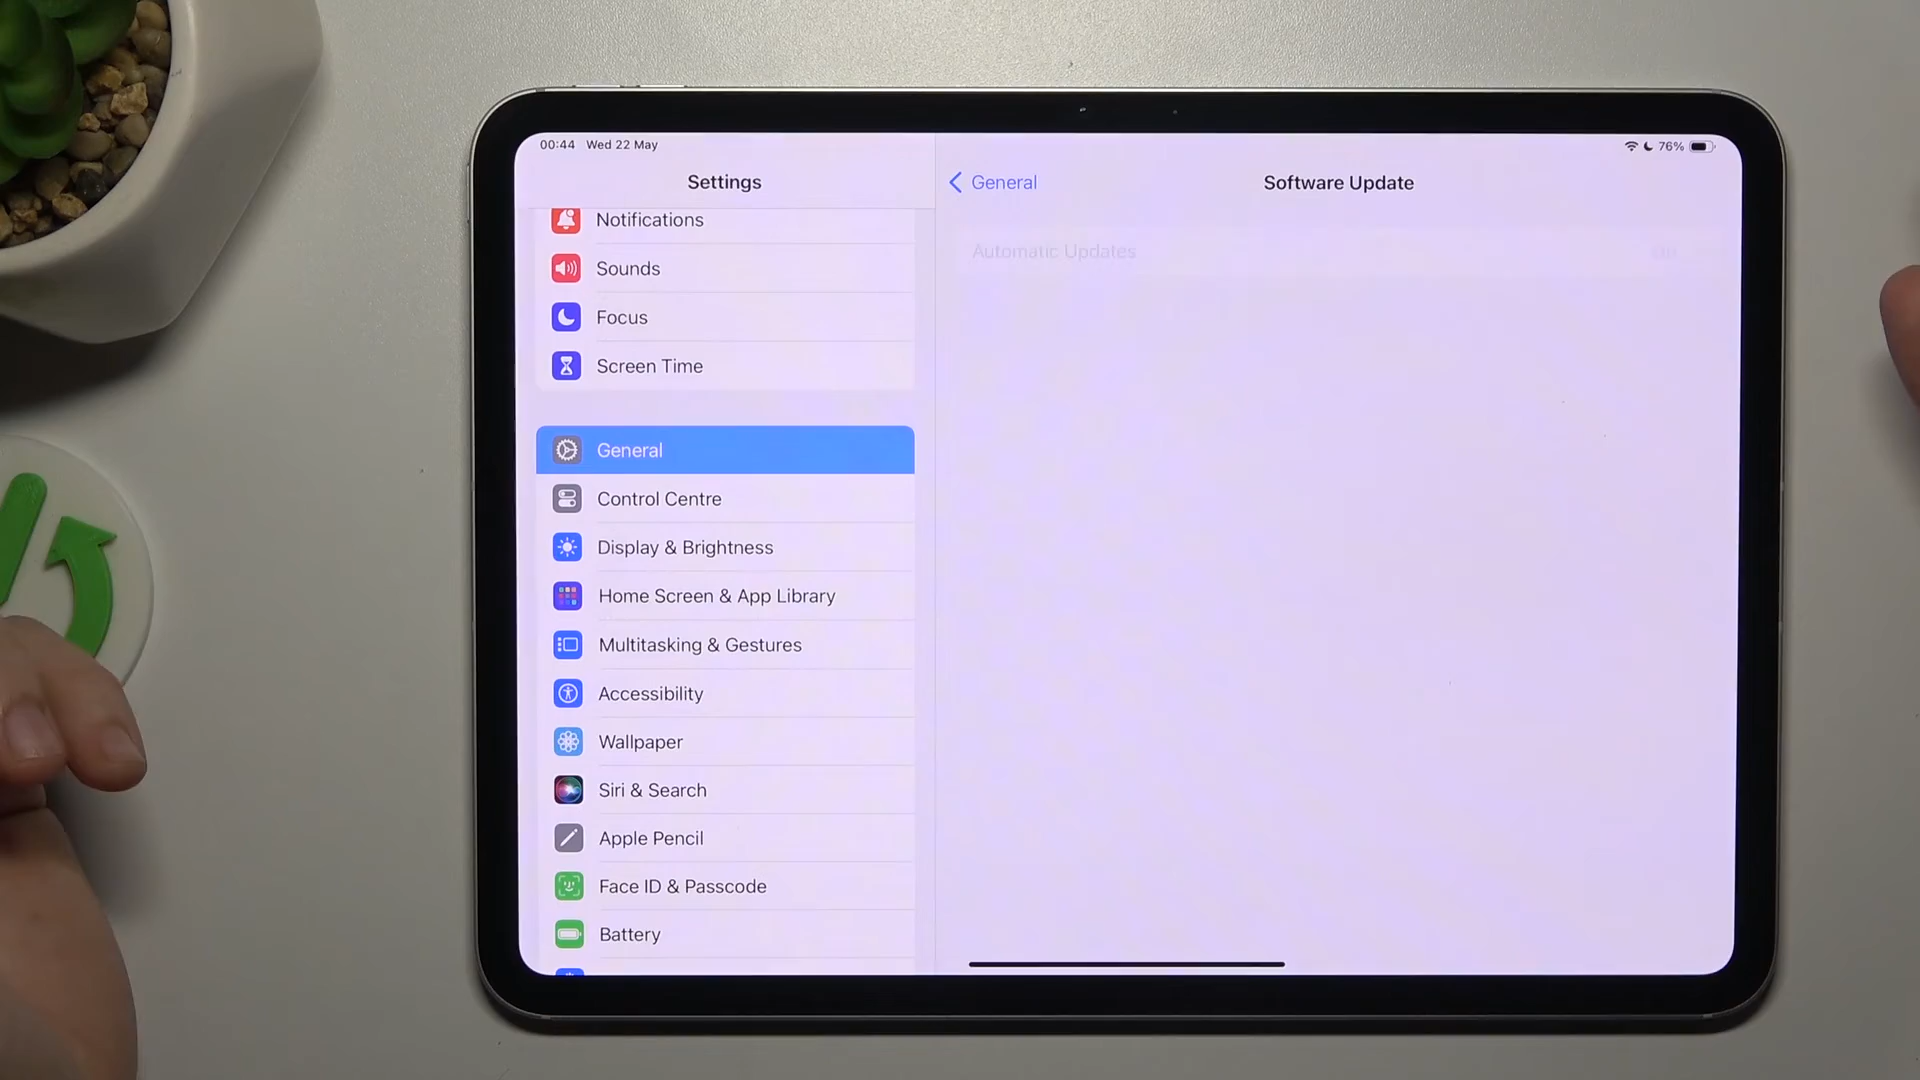 00:44 Wed 22 May
76%
Settings
General
Software Update
Notifications
Automatic Updates
Sounds
Focus
Screen Time
General
Control Centre
Display & Brightness
Home Screen & App Library
Multitasking & Gestures
Accessibility
Wallpaper
Siri & Search
Apple Pencil
Face ID & Passcode
Battery